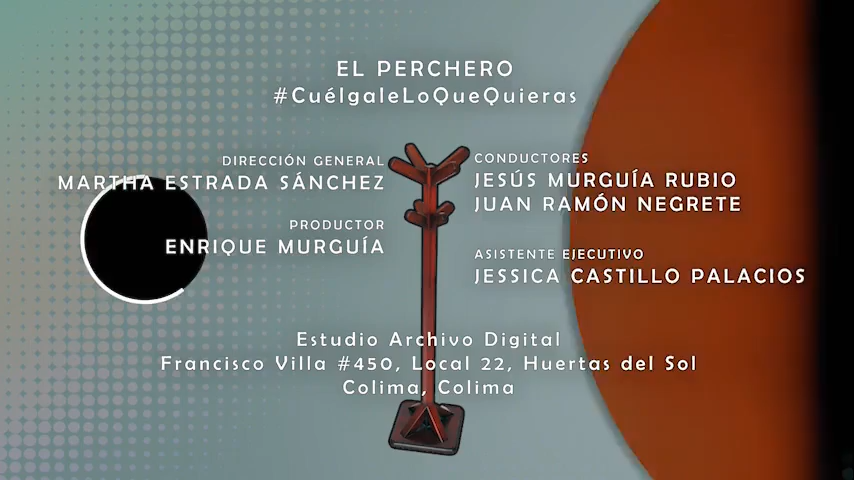 EL PERCHERO
#CuélgaleLoQueQuieras
DIRECCIÓN GENERAL
MARTHA ESTRADA SÁNCHEZ
PRODUCTOR
ENRIQUE MURGUÍA
CONDUCTORES
JESÚS MURGUÍA RUBIO
JUAN RAMÓN NEGRETE
ASISTENTE EJECUTIVO
JESSICA CASTILLO PALACIOS
Estudio Archivo Digital
Francisco Villa #450, Local 22, Huertas del Sol
Colima, Colima